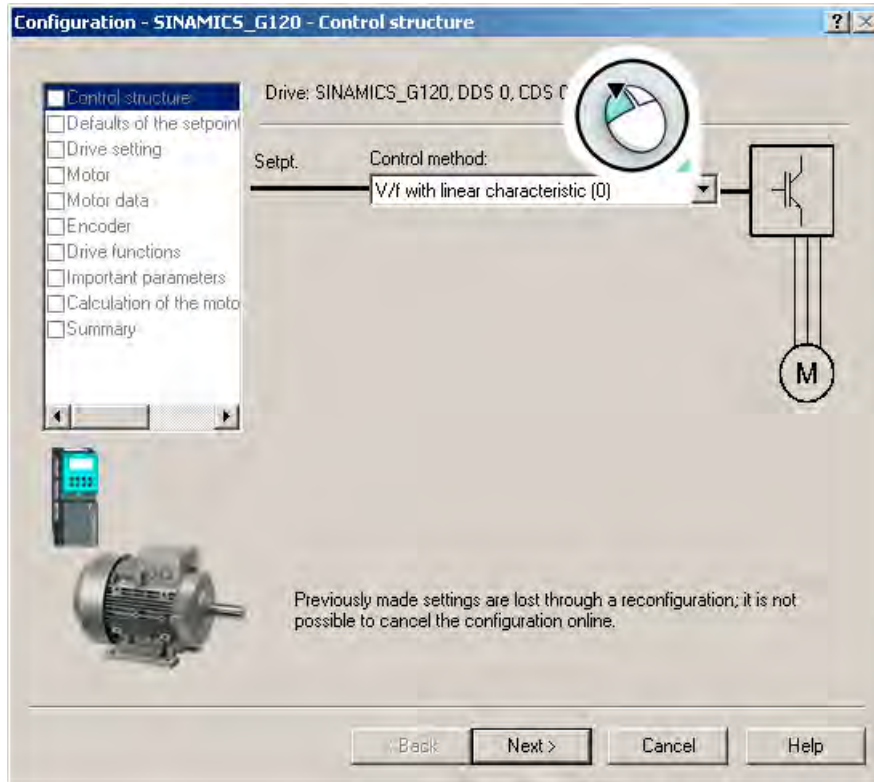 Configuration - SINAMICS_G120 - Control structure
Control structure
Defaults of the setpoint
Drive setting
Motor
Motor data
Encoder
Drive functions
Important parameters
Calculation of the moto
Summary
Drive: SINAMICS_G120, DDS 0, CDS
Setpt.
Control method:
V/f with linear characteristic (0)
M
Previously made settings are lost through a reconfiguration; it is not
possible to cancel the configuration online.
< Back
Next >
Cancel
Help